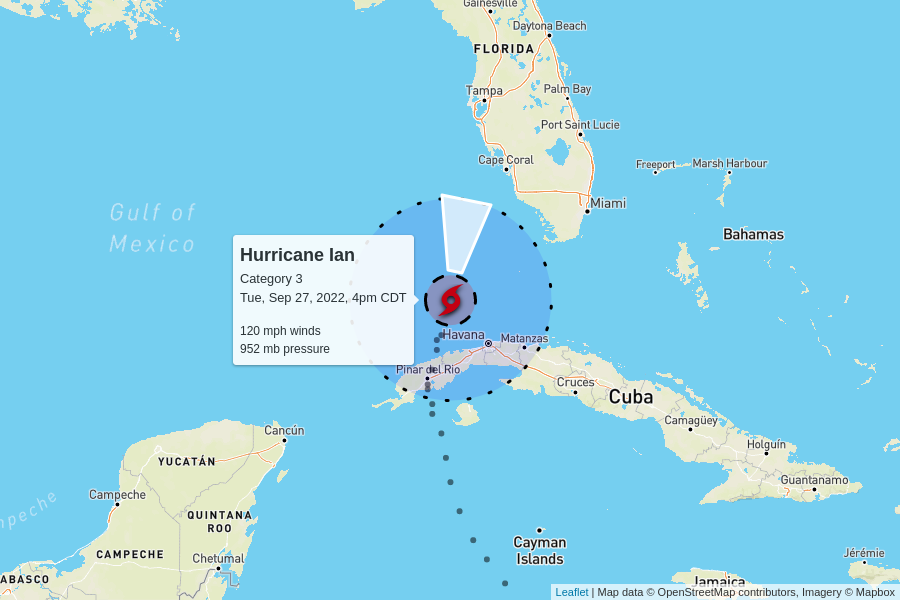 Gainesville
Daytona Beach
FLORIDA
Tampa
Palm Bay
Port Saint Lucie
Cape Coral
Freeport
Marsh Harbour
Miami
Gulf of
Mexico
Bahamas
Hurricane Ian
Category 3
Tue, Sep 27, 2022, 4pm CDT
120 mph winds
952 mb pressure
Havana
Matanzas
Pinar del Río
Cruces
Cuba
Camagüey
Cancún
Holguín
YUCATÁN
Guantanamo
Campeche
mpeche
QUINTANA
ROO
Cayman
Islands
CAMPECHE
Chetumal
Jérémie
ABASCO
Jamaica
Leaflet | Map data © OpenStreetMap contributors, Imagery © Mapbox